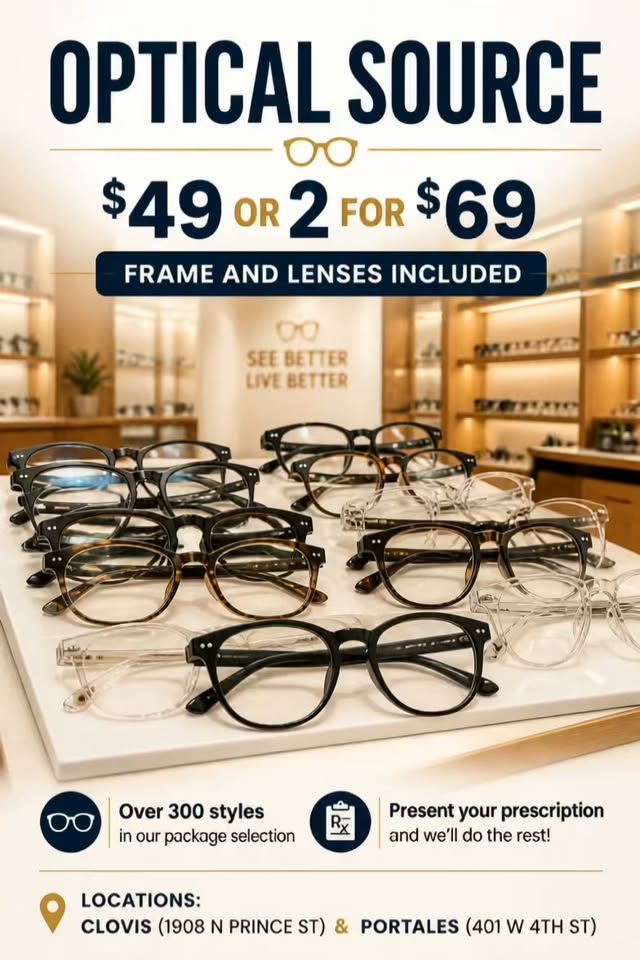 OPTICAL SOURCE
$49 OR 2 FOR $69
FRAME AND LENSES INCLUDED
SEE BETTER
LIVE BETTER
Over 300 styles
in our package selection
Present your prescription
and we'll do the rest!
Rx
LOCATIONS:
CLOVIS (1908 N PRINCE ST) & PORTALES (401 W 4TH ST)